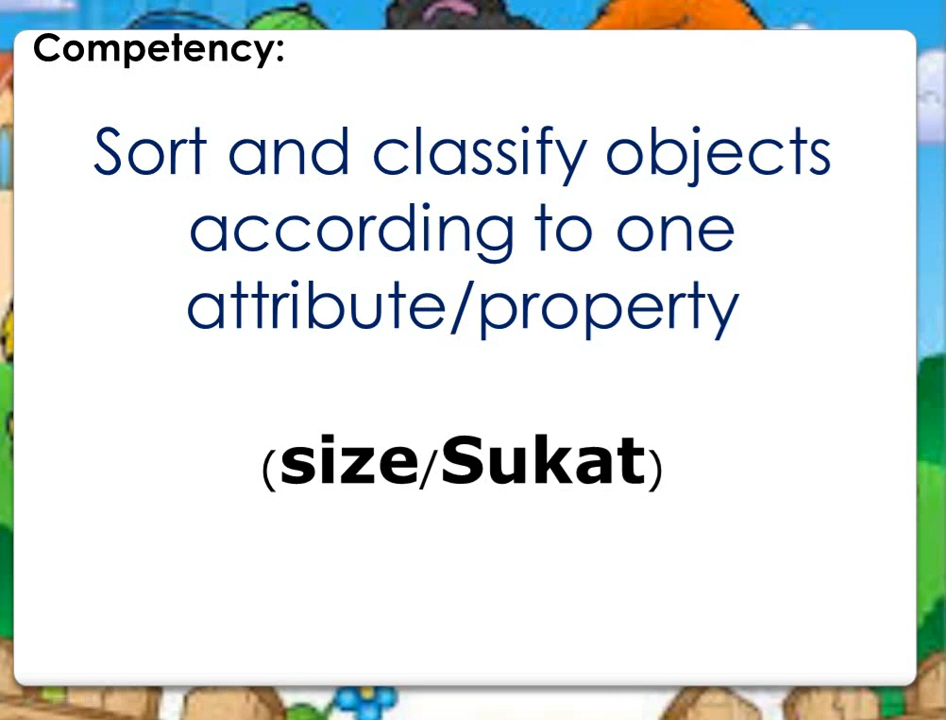 Competency:
Sort and classify objects
according to one
attribute/property
(size/Sukat)